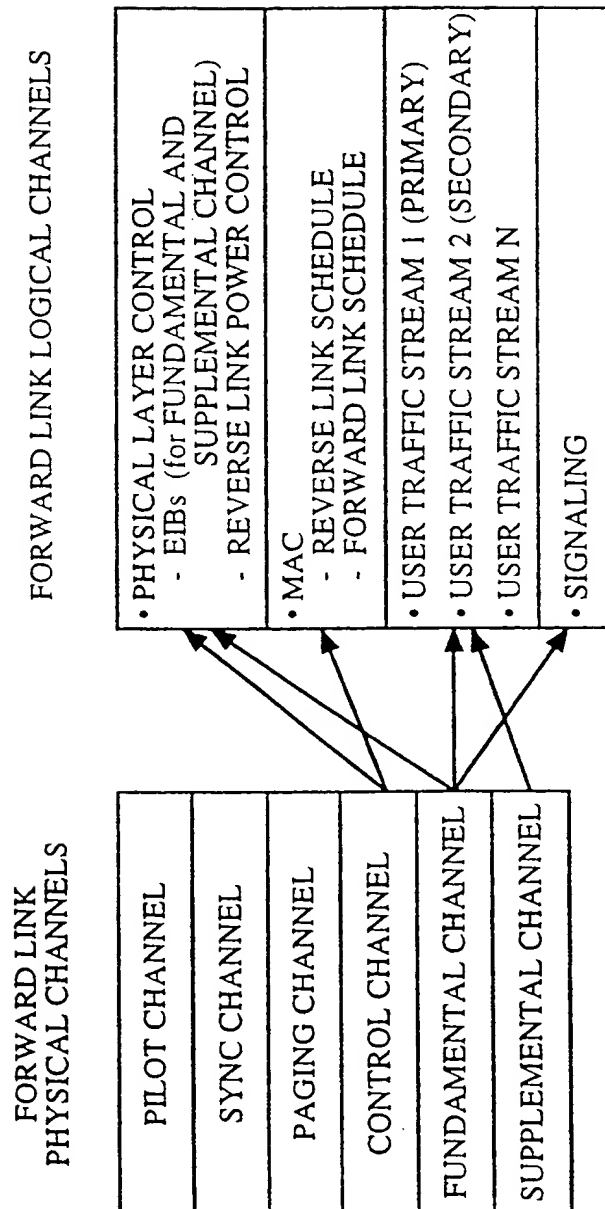 FORWARD LINK
PHYSICAL CHANNELS
PILOT CHANNEL
SYNC CHANNEL
PAGING CHANNEL
CONTROL CHANNEL
FUNDAMENTAL CHANNEL
SUPPLEMENTAL CHANNEL
FORWARD LINK LOGICAL CHANNELS
• PHYSICAL LAYER CONTROL
- EIBs (for FUNDAMENTAL AND
SUPPLEMENTAL CHANNEL)
- REVERSE LINK POWER CONTROL
• MAC
- REVERSE LINK SCHEDULE
- FORWARD LINK SCHEDULE
• USER TRAFFIC STREAM 1 (PRIMARY)
• USER TRAFFIC STREAM 2 (SECONDARY)
• USER TRAFFIC STREAM N
• SIGNALING